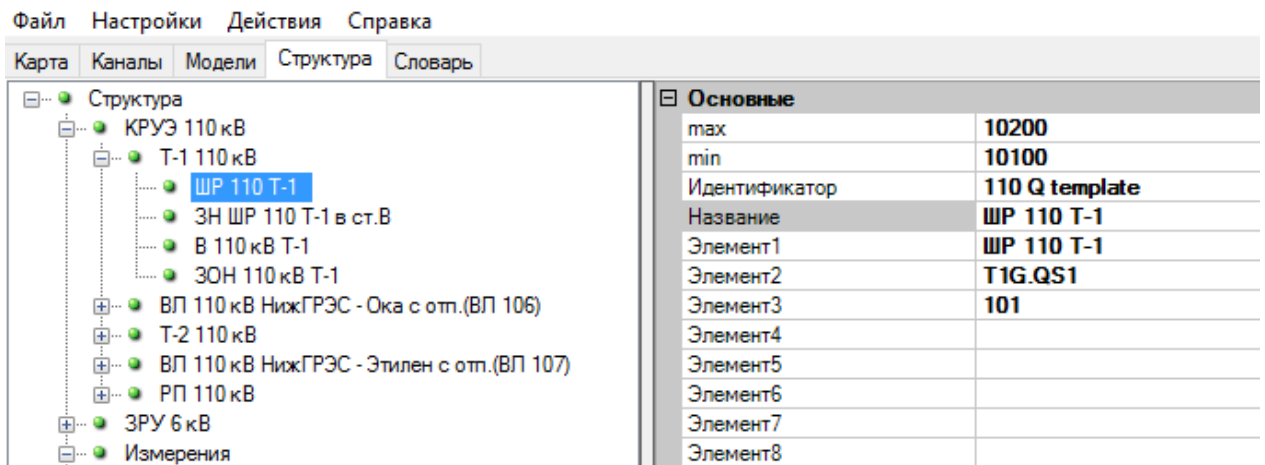 Файл Настройки Действия Справка
Карта Каналы Модели Структура Словарь
Структура
КРУЭ 110 кВ
Т-1 110 кВ
ШР 110 Т-1
ЗН ШР 110 Т-1 в ст.В
В 110 кВ Т-1
ЗОН 110 кВ Т-1
ВЛ 110 кВ НижГРЭС - Ока с отп.(ВЛ 106)
Т-2 110 кВ
ВЛ 110 кВ НижГРЭС - Этилен с отп.(ВЛ 107)
РП 110 кВ
ЗРУ 6 кВ
Измерения
Основные
max 10200
min 10100
Идентификатор 110 Q template
Название ШР 110 Т-1
Элемент1 ШР 110 Т-1
Элемент2 T1G.QS1
Элемент3 101
Элемент4
Элемент5
Элемент6
Элемент7
Элемент8